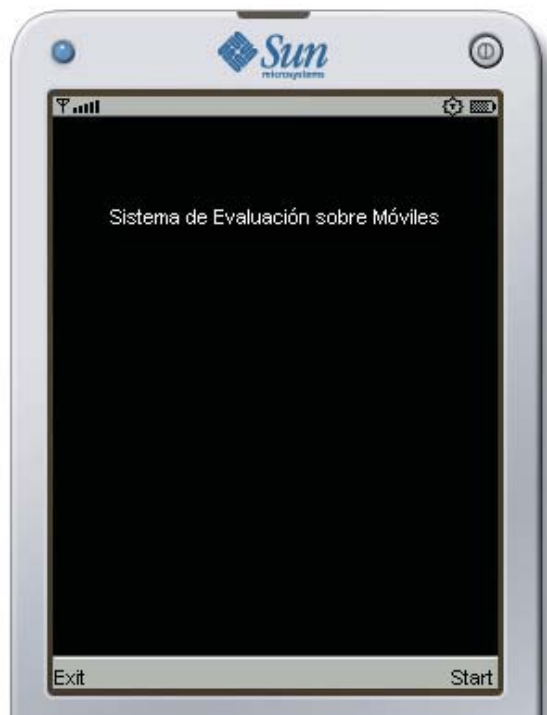 Sun
microsystems
Sistema de Evaluación sobre Móviles
Exit
Start